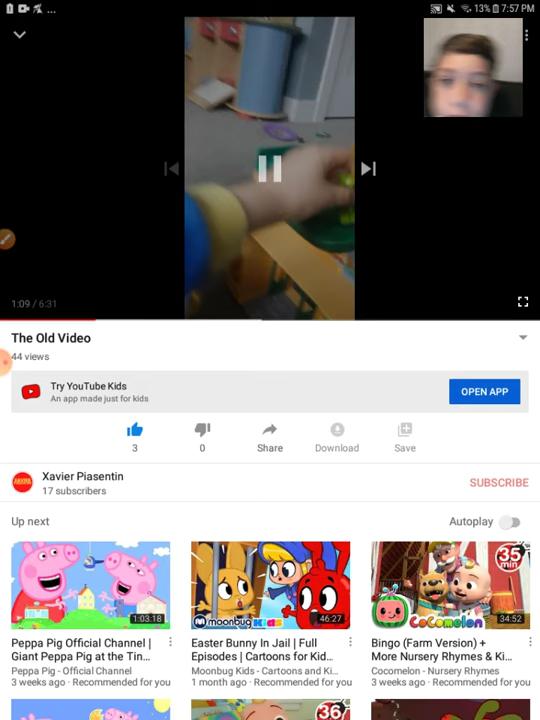 ... 13% 7:57 PM
1:09 / 6:31
The Old Video
44 views
Try YouTube Kids
An app made just for kids
OPEN APP
3
0
Share
Download
Save
Xavier Piasentin
17 subscribers
SUBSCRIBE
Up next
Autoplay
1:03:18
moonbug kids
46:27
35 min
CoComelon
34:52
Peppa Pig Official Channel |
Giant Peppa Pig at the Tin...
Peppa Pig - Official Channel
3 weeks ago · Recommended for you
Easter Bunny In Jail | Full
Episodes | Cartoons for Kid...
Moonbug Kids - Cartoons and Ki...
1 month ago · Recommended for you
Bingo (Farm Version) +
More Nursery Rhymes & Ki...
Cocomelon - Nursery Rhymes
3 weeks ago · Recommended for you
36